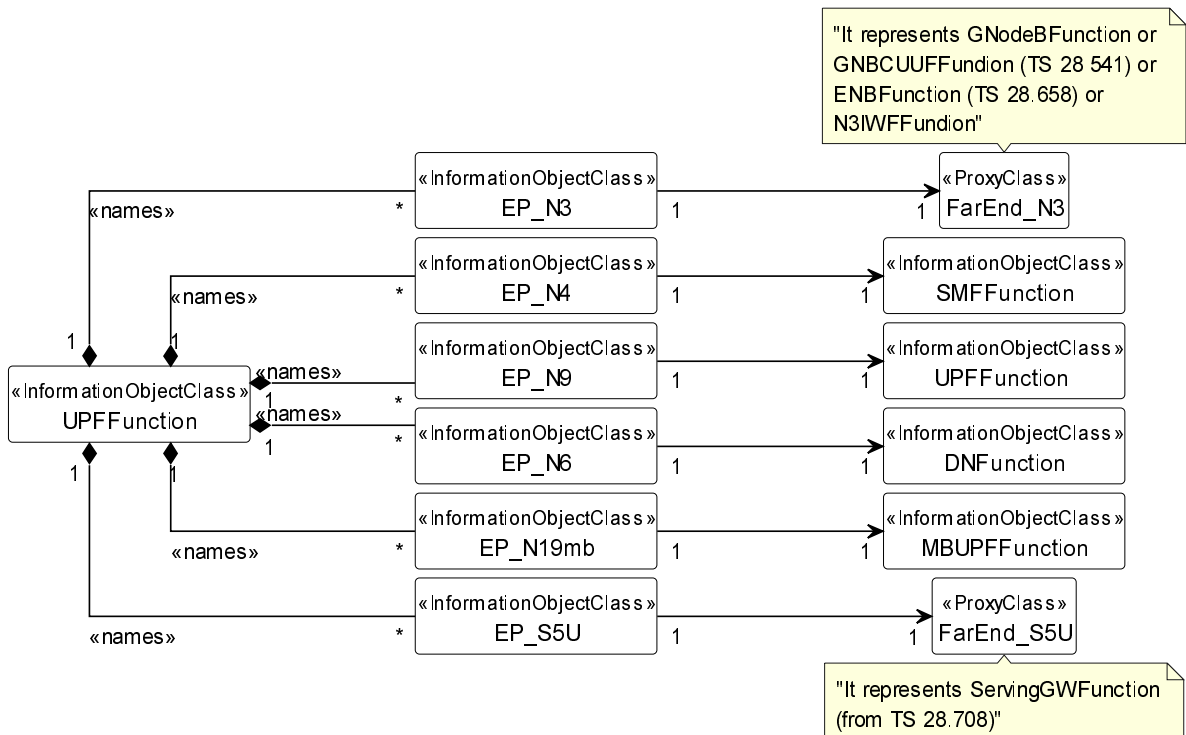 "It represents GNodeBFunction or
GNBCUUFFundion (TS 28 541) or
ENBFunction (TS 28.658) or
N3IWFFundion"
«InformationObjectClass»
EP_N3
«ProxyClass»
FarEnd_N3
«names»
*
1
1
«InformationObjectClass»
EP_N4
«InformationObjectClass»
SMFFunction
«names»
*
1
1
1
1
«InformationObjectClass»
EP_N9
«InformationObjectClass»
UPFFunction
«names»
1
*
1
1
«InformationObjectClass»
UPFFunction
«names»
1
*
«InformationObjectClass»
EP_N6
«InformationObjectClass»
DNFunction
1
1
1
1
«InformationObjectClass»
EP_N19mb
«InformationObjectClass»
MBUPFFunction
«names»
*
1
1
«InformationObjectClass»
EP_S5U
«ProxyClass»
FarEnd_S5U
«names»
*
1
1
"It represents ServingGWFunction
(from TS 28.708)"